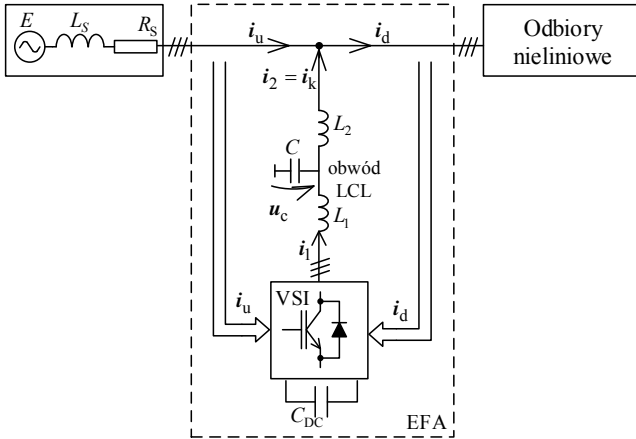 E
L_S
R_S
i_u
i_d
Odbiory
nieliniowe
i_2 = i_k
L_2
C
obwód
LCL
u_c
L_1
i_1
VSI
i_u
i_d
C_DC
EFA